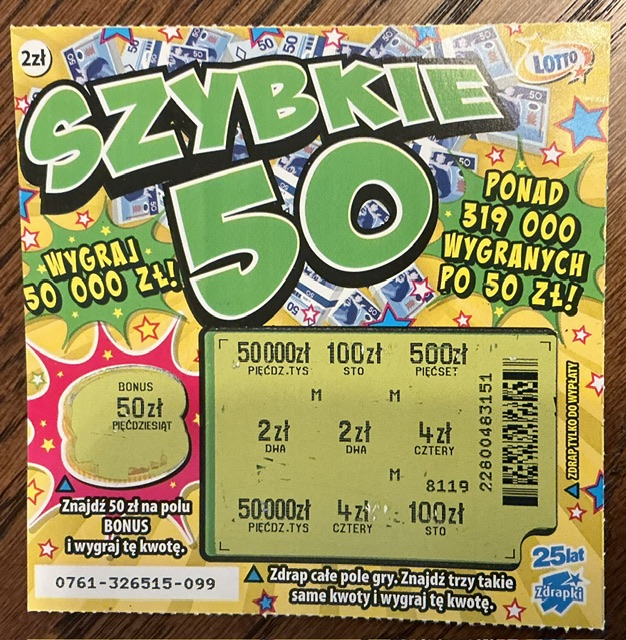 2zł
LOTTO
SZYBKIE
50
PONAD
319 000
WYGRANYCH
PO 50 ZŁ!
WYGRAJ
50 000 ZŁ!
BONUS
50zł
PIĘĆDZIESIĄT
Znajdź 50 zł na polu
BONUS
i wygraj tę kwotę.
50000zł 100zł 500zł
PIĘĆDZ.TYS STO PIĘĆSET
M M
2zł 2zł 4zł
DWA DWA CZTERY
M
8119
50000zł 4zł 100zł
PIĘĆDZ.TYS CZTERY STO
22800483151
ZDRAP TYLKO DO WYPŁATY
0761-326515-099
Zdrap całe pole gry. Znajdź trzy takie
same kwoty i wygraj tę kwotę.
25lat
Zdrapki